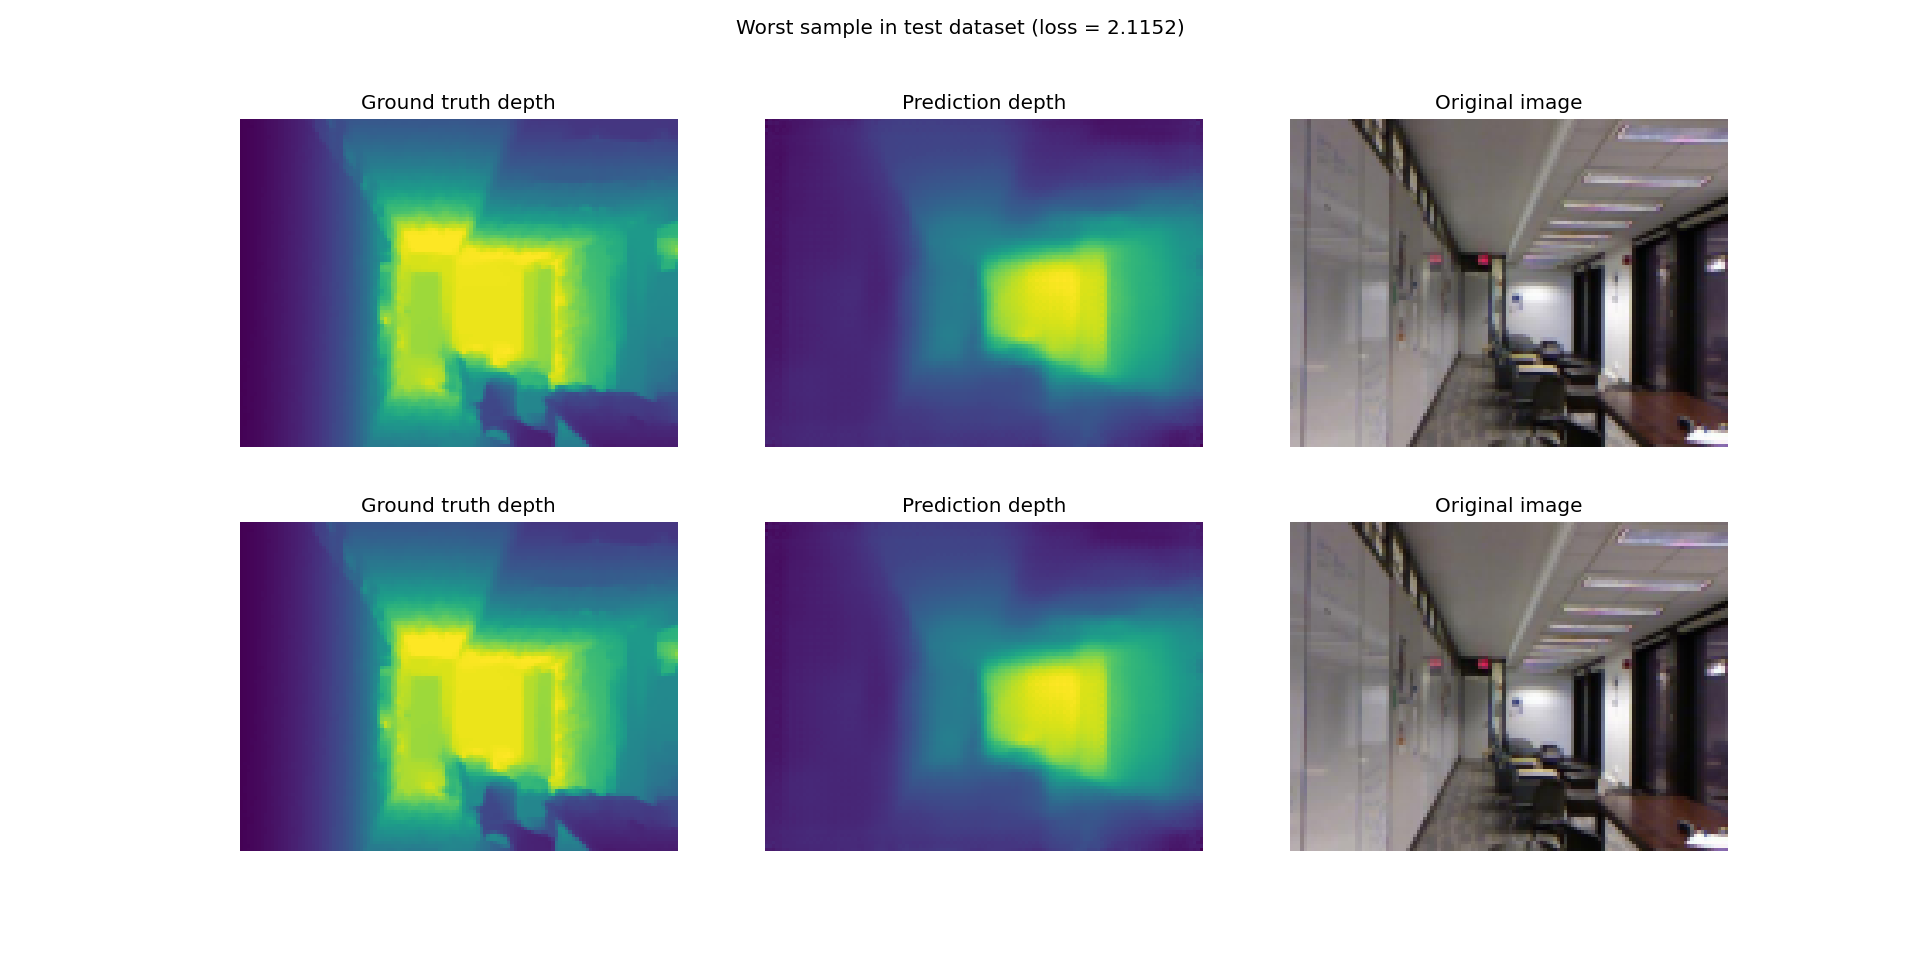 Worst sample in test dataset (loss = 2.1152)
Ground truth depth
Prediction depth
Original image
Ground truth depth
Prediction depth
Original image